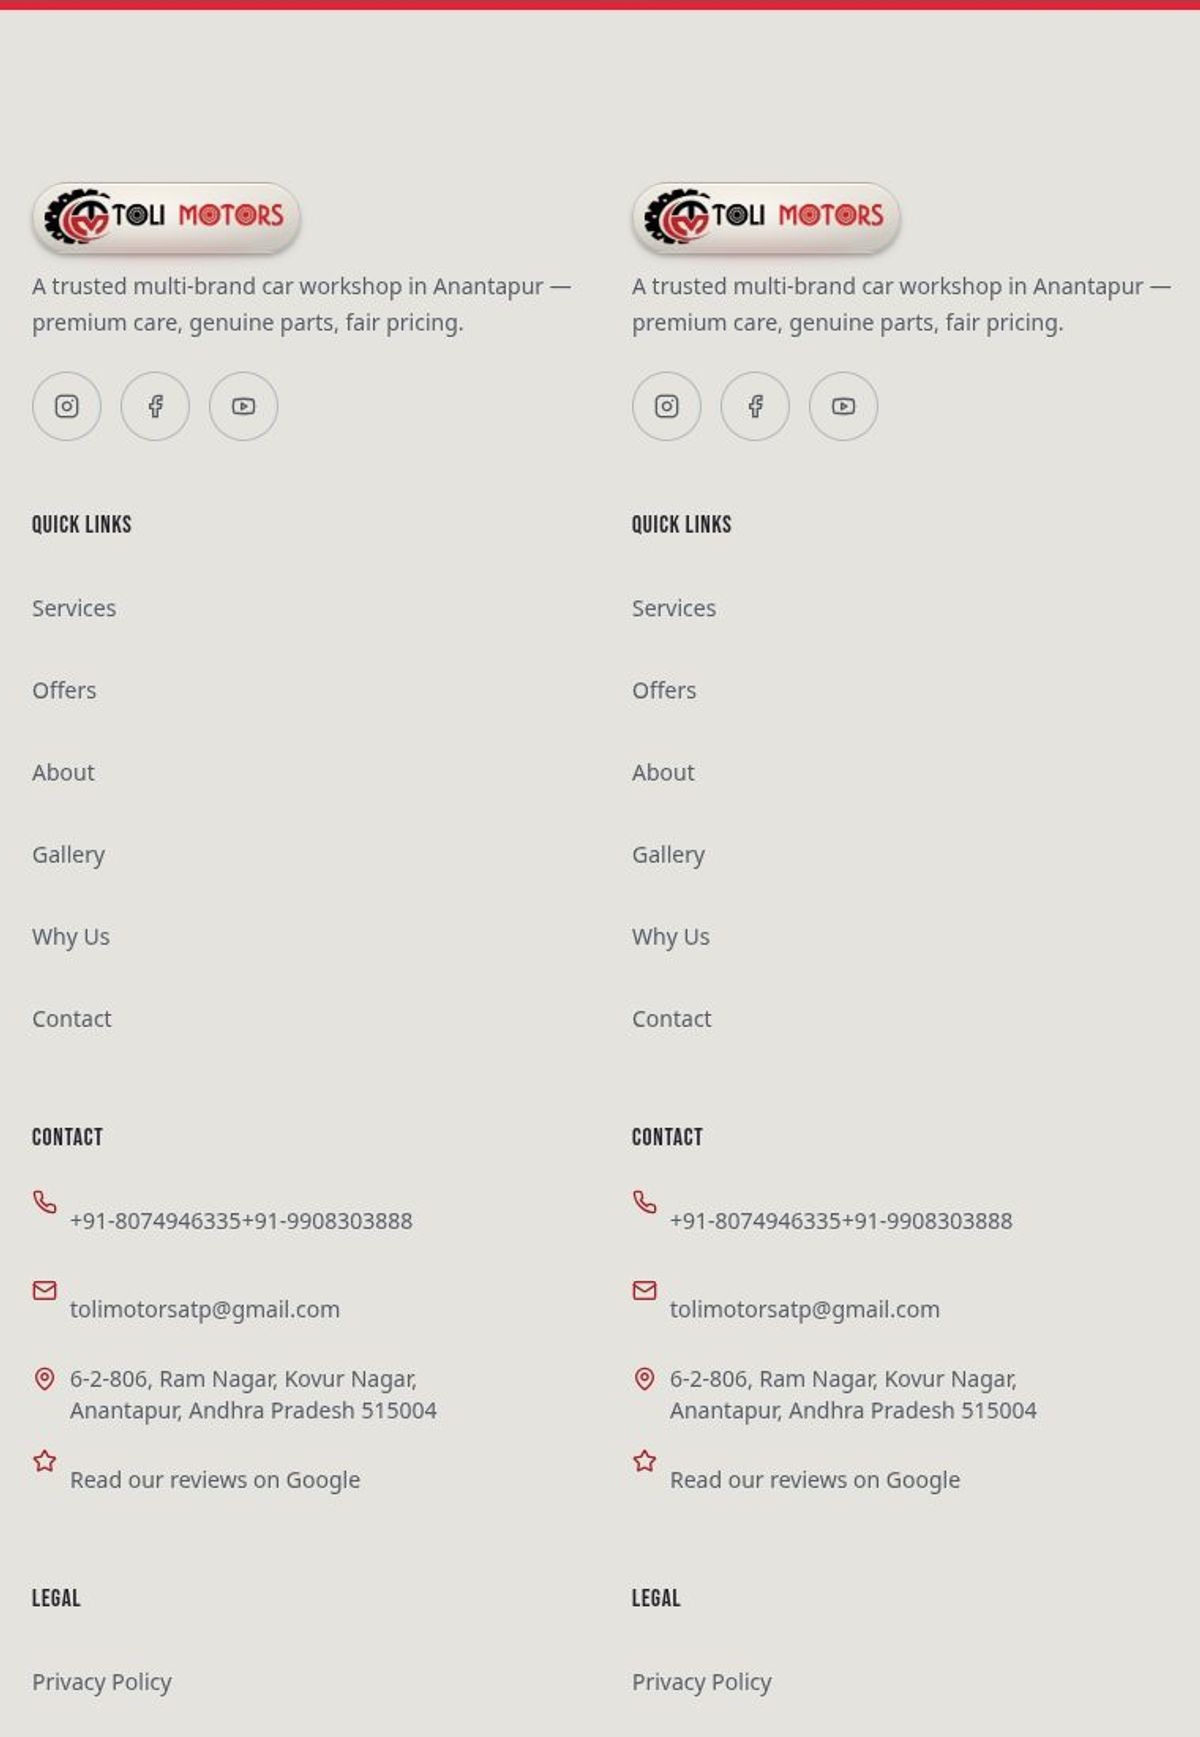 TOLI MOTORS
A trusted multi-brand car workshop in Anantapur —
premium care, genuine parts, fair pricing.
QUICK LINKS
Services
Offers
About
Gallery
Why Us
Contact
CONTACT
+91-8074946335+91-9908303888
tolimotorsatp@gmail.com
6-2-806, Ram Nagar, Kovur Nagar,
Anantapur, Andhra Pradesh 515004
Read our reviews on Google
LEGAL
Privacy Policy
TOLI MOTORS
A trusted multi-brand car workshop in Anantapur —
premium care, genuine parts, fair pricing.
QUICK LINKS
Services
Offers
About
Gallery
Why Us
Contact
CONTACT
+91-8074946335+91-9908303888
tolimotorsatp@gmail.com
6-2-806, Ram Nagar, Kovur Nagar,
Anantapur, Andhra Pradesh 515004
Read our reviews on Google
LEGAL
Privacy Policy